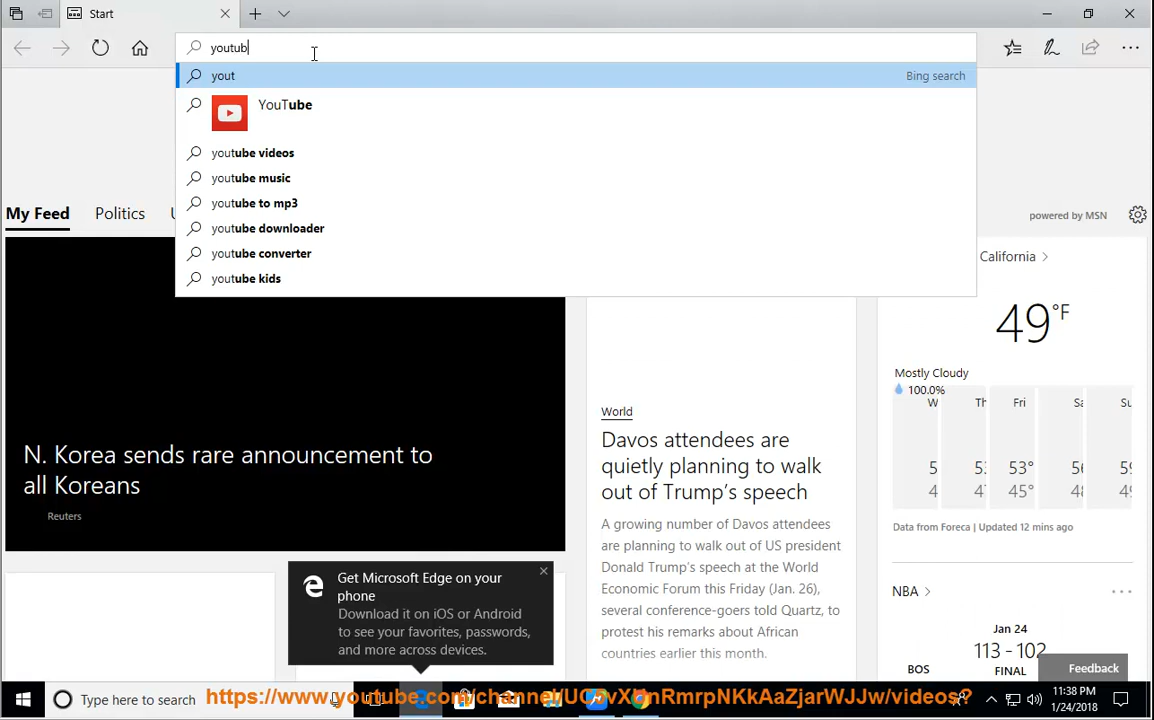 Start
youtub
yout
Bing search
YouTube
youtube videos
youtube music
youtube to mp3
youtube downloader
youtube converter
youtube kids
My Feed
Politics
powered by MSN
California
49°F
Mostly Cloudy
100.0%
Th
Fri
53°
45°
Data from Foreca | Updated 12 mins ago
N. Korea sends rare announcement to
all Koreans
Reuters
World
Davos attendees are
quietly planning to walk
out of Trump's speech
A growing number of Davos attendees
are planning to walk out of US president
Donald Trump's speech at the World
Economic Forum this Friday (Jan. 26),
several conference-goers told Quartz, to
protest his remarks about African
countries earlier this month.
NBA
Jan 24
113 - 102
BOS
FINAL
Feedback
Get Microsoft Edge on your
phone
Download it on iOS or Android
to see your favorites, passwords,
and more across devices.
Type here to search
11:38 PM
1/24/2018